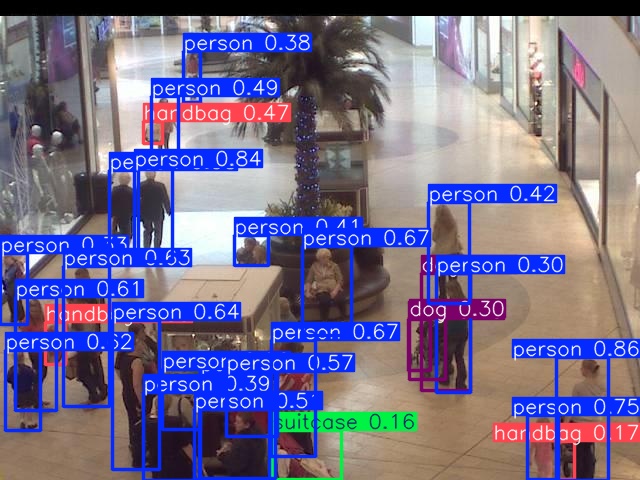 person 0.38
person 0.49
handbag 0.47
person 0.84
person 0.42
person 0.41
person 0.67
person 0.63
person 0.30
person 0.61
dog 0.30
person 0.64
person 0.67
person 0.62
person 0.57
person 0.86
0.39
person 0.75
suitcase 0.16
handbag 0.17